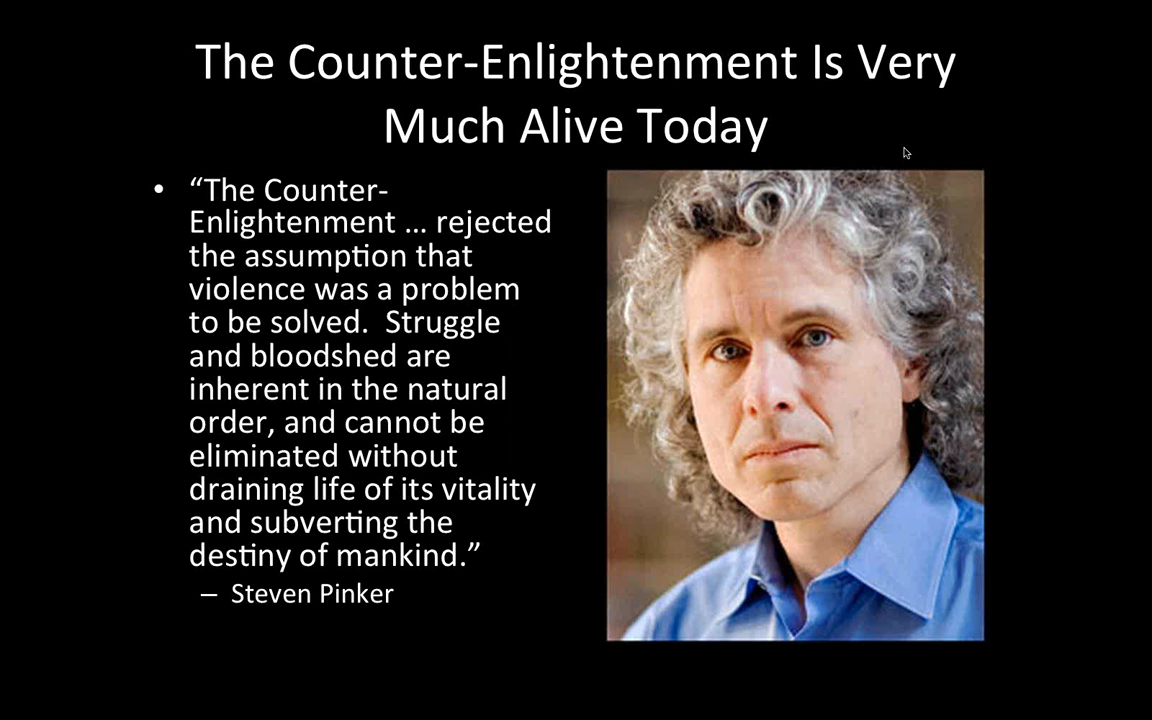 The Counter-Enlightenment Is Very
Much Alive Today
• “The Counter-
Enlightenment … rejected
the assumption that
violence was a problem
to be solved.  Struggle
and bloodshed are
inherent in the natural
order, and cannot be
eliminated without
draining life of its vitality
and subverting the
destiny of mankind.”
– Steven Pinker